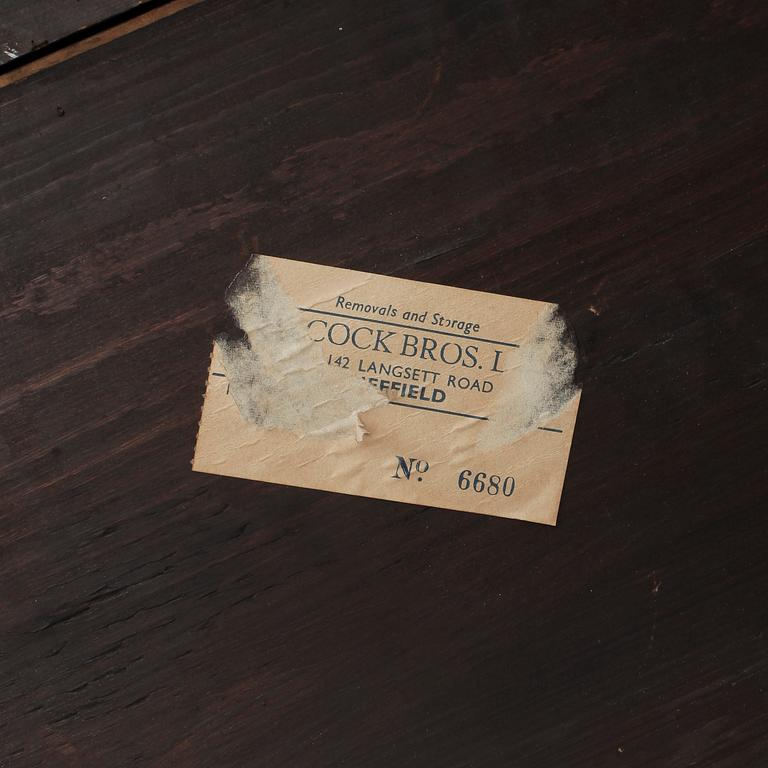 Removals and Storage
COCK BROS. L
142 LANGSETT ROAD
EFFIELD
Nº 6680